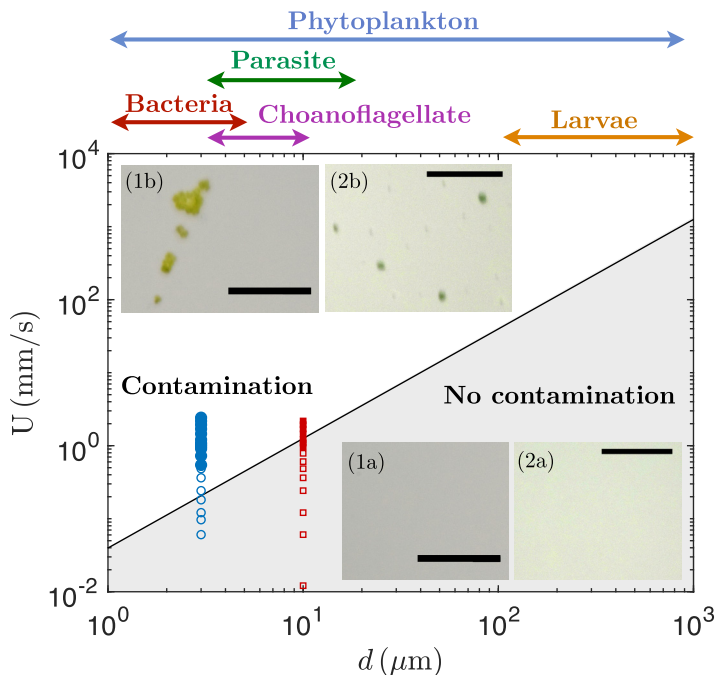 Phytoplankton
Parasite
Bacteria
Choanoflagellate
Larvae
10^4
(1b)
(2b)
10^2
Contamination
No contamination
U (mm/s)
10^0
(1a)
(2a)
10^-2
10^0
10^1
10^2
10^3
d (μm)